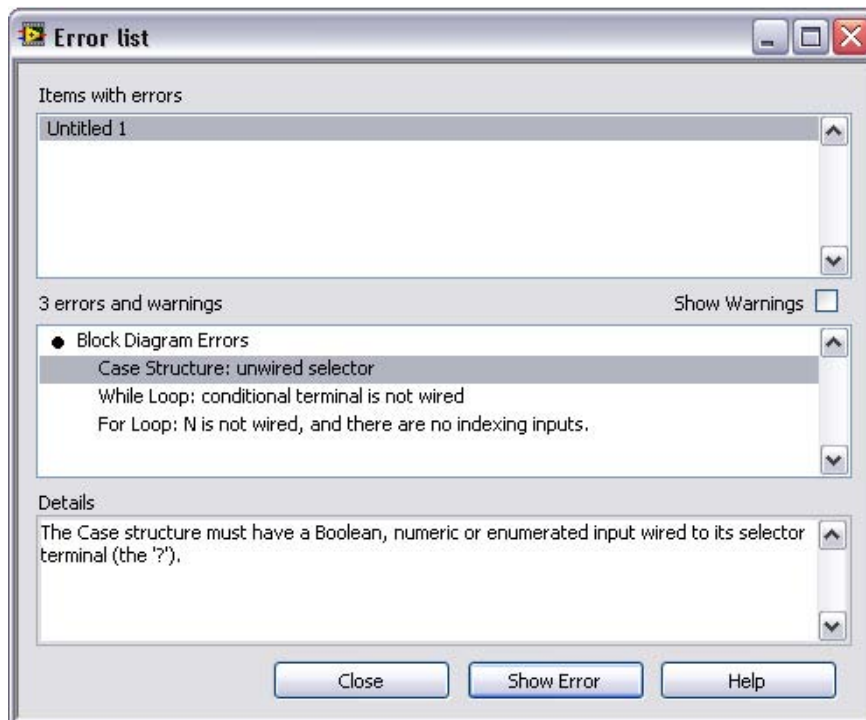 Error list
Items with errors
Untitled 1
3 errors and warnings
Show Warnings
Block Diagram Errors
Case Structure: unwired selector
While Loop: conditional terminal is not wired
For Loop: N is not wired, and there are no indexing inputs.
Details
The Case structure must have a Boolean, numeric or enumerated input wired to its selector
terminal (the '?').
Close
Show Error
Help